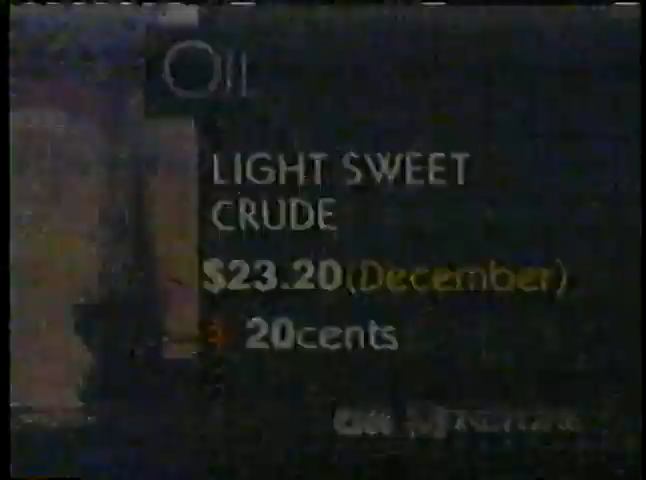 Oil
LIGHT SWEET
CRUDE
$23.20(December)
20cents